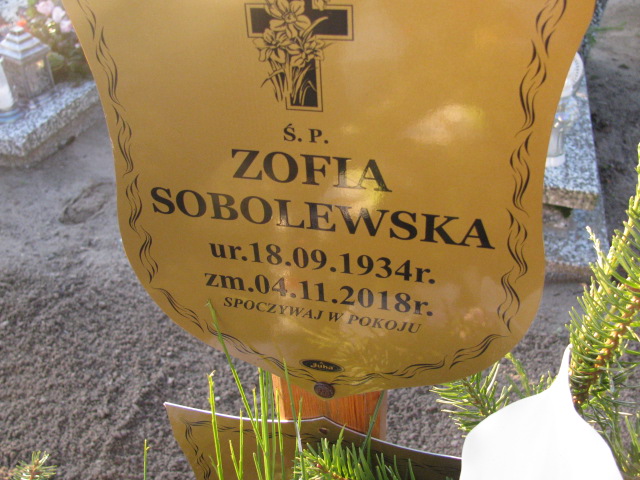 Ś. P.
ZOFIA
SOBOLEWSKA
ur.18.09.1934r.
zm.04.11.2018r.
SPOCZYWAJ W POKOJU